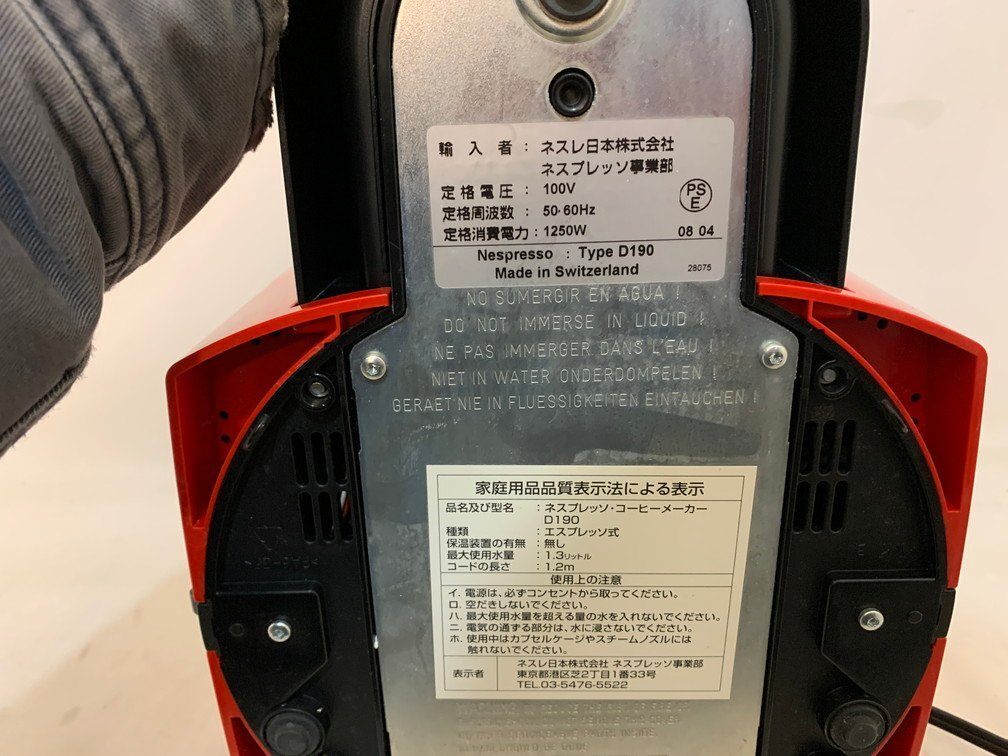 輸入者 : ネスレ日本株式会社
ネスプレッソ事業部
定格電圧 : 100V
PS
E
定格周波数 : 50·60Hz
定格消費電力 : 1250W 08 04
Nespresso : Type D190
Made in Switzerland 28075
NO SUMERGIR EN AGUA !
DO NOT IMMERSE IN LIQUID !
NE PAS IMMERGER DANS L'EAU !
NIET IN WATER ONDERDOMPELEN !
GERAET NIE IN FLUESSIGKEITEN EINTAUCHEN !
家庭用品品質表示法による表示
品名及び型名 : ネスプレッソ・コーヒーメーカー
D190
種類 : エスプレッソ式
保温装置の有無 : 無し
最大使用水量 : 1.3リットル
コードの長さ : 1.2m
使用上の注意
イ. 電源は、必ずコンセントから取ってください。
ロ. 空だきしないでください。
ハ. 最大使用水量を超える量の水を入れないでください。
ニ. 電気の通ずる部分は、水に浸さないでください。
ホ. 使用中はカプセルケージやスチームノズルには
触れないでください。
表示者 ネスレ日本株式会社 ネスプレッソ事業部
東京都港区芝2丁目1番33号
TEL.03-5476-5522